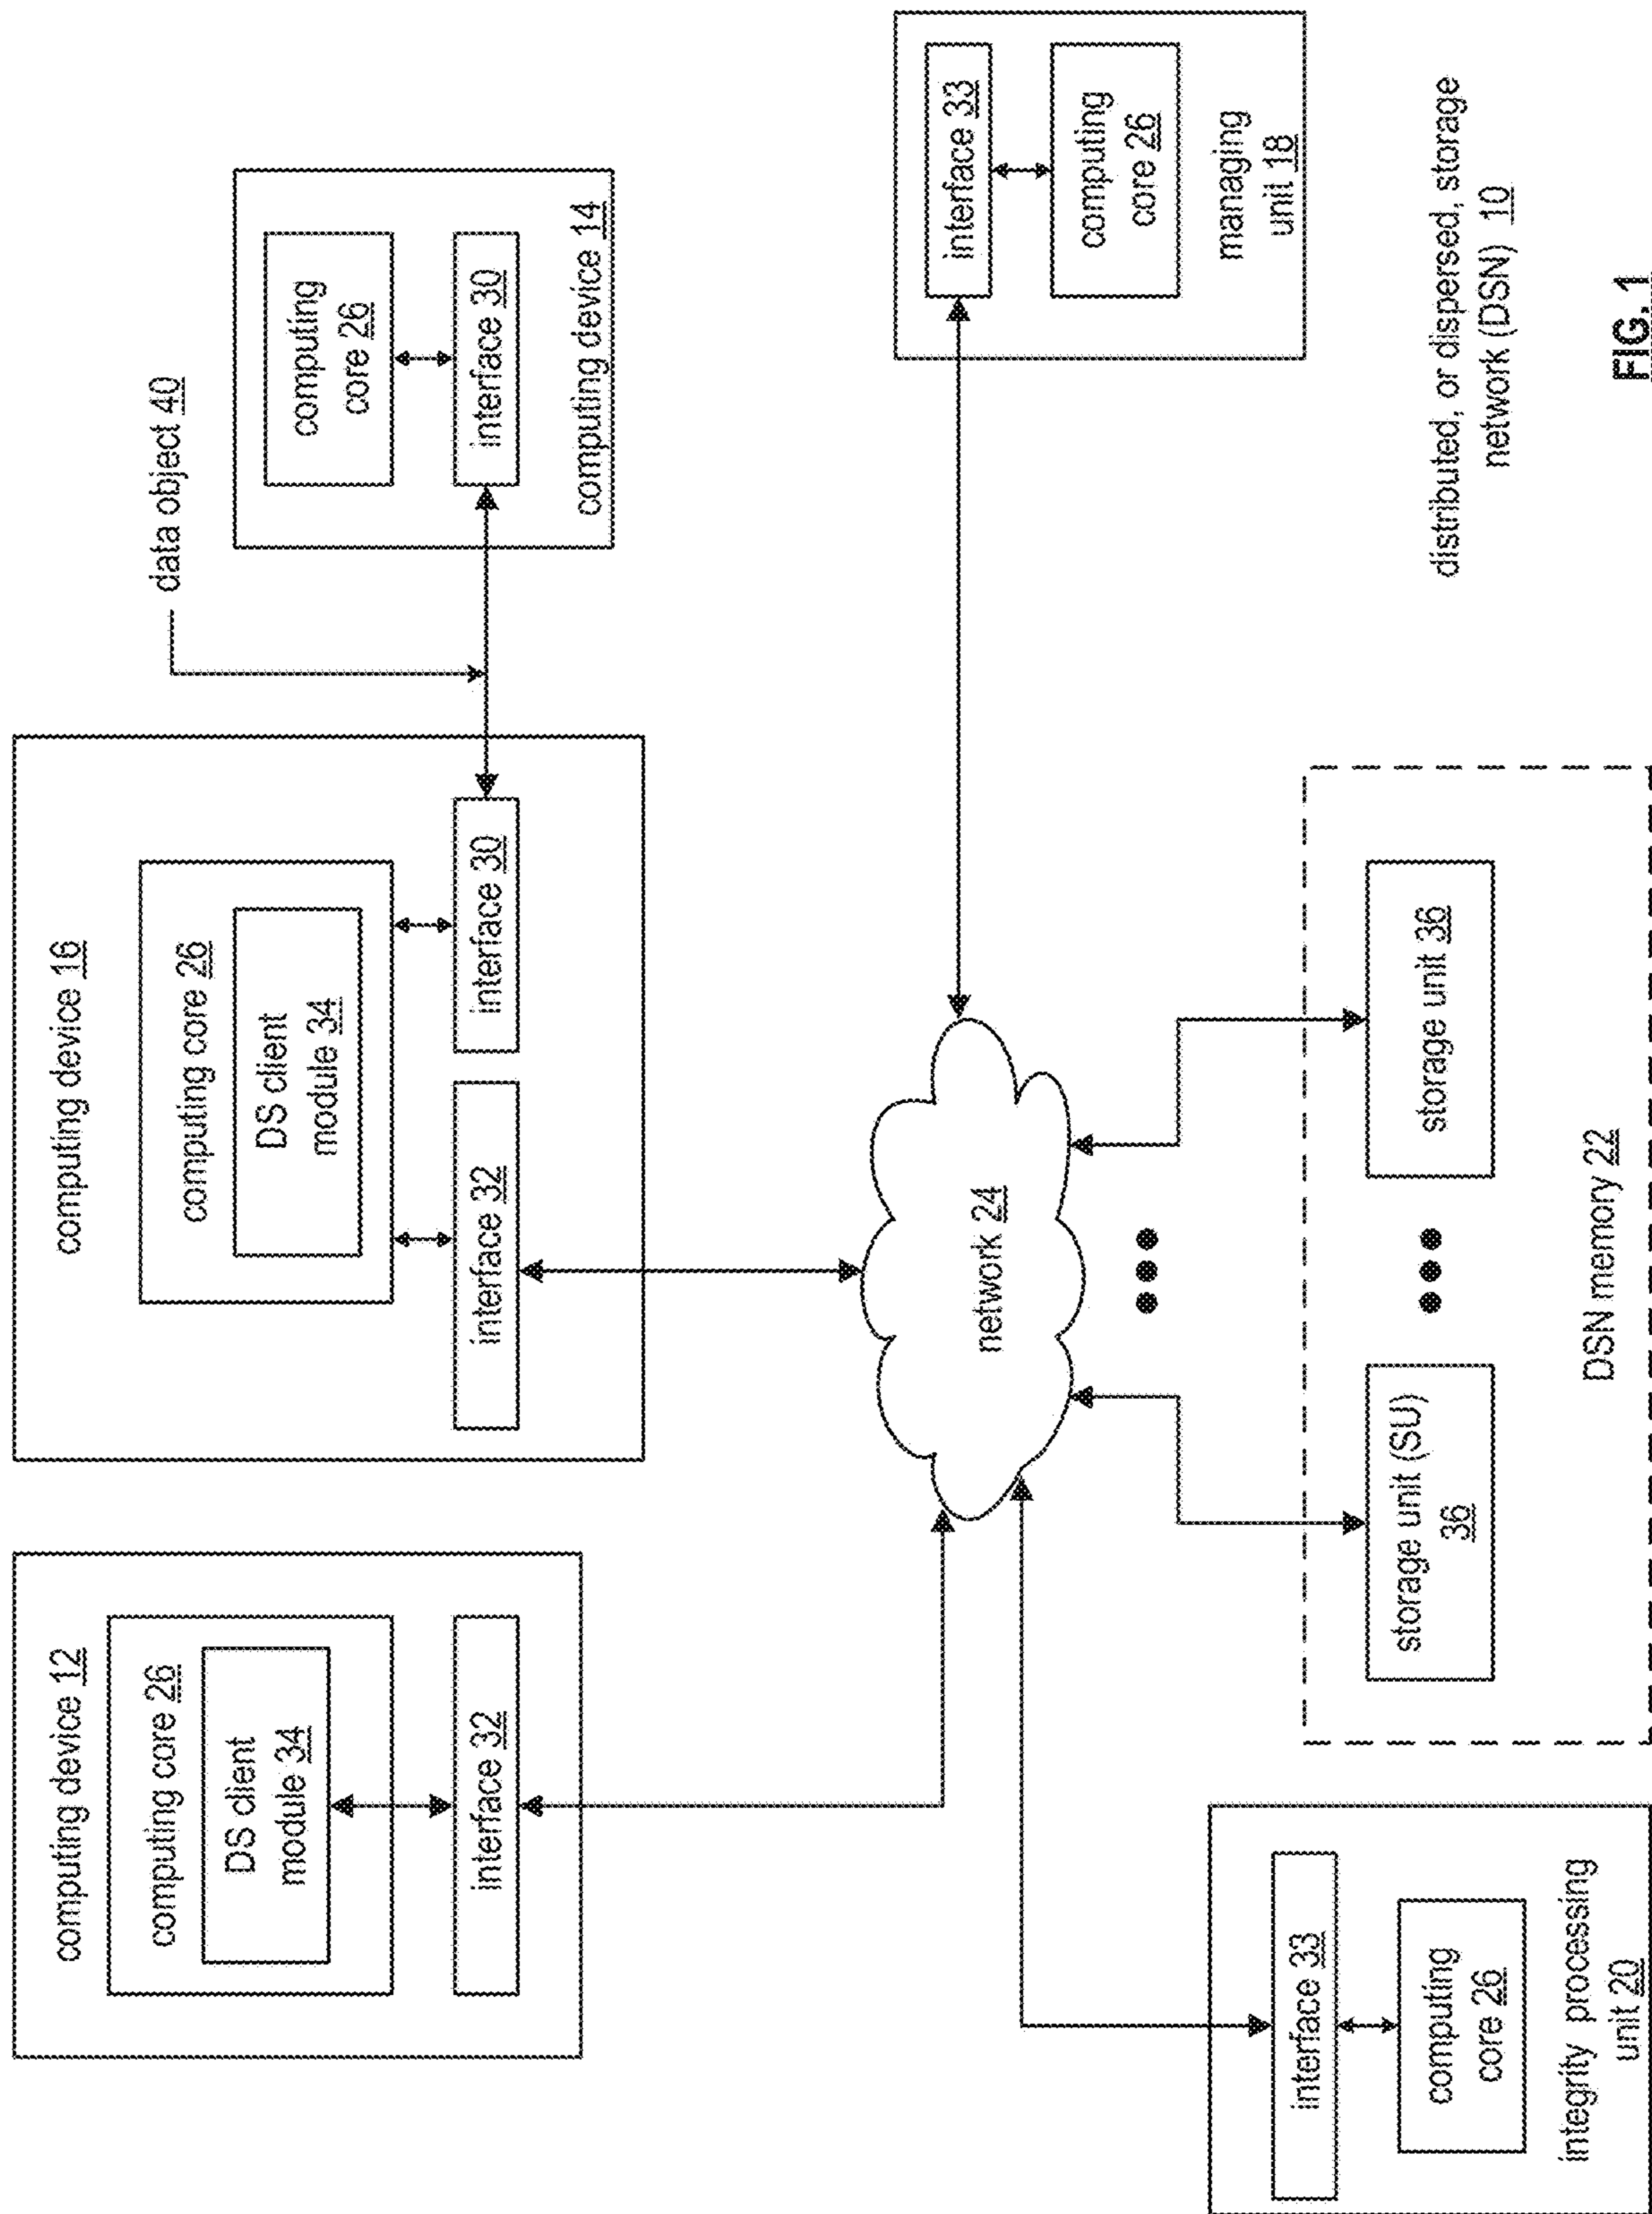 computing device 12
computing core 26
DS client
module 34
interface 32
computing device 16
computing core 26
DS client
module 34
interface 32
interface 30
data object 40
computing
core 26
interface 30
computing device 14
network 24
interface 33
computing
core 26
managing
unit 18
interface 33
computing
core 26
integrity processing
unit 20
storage unit (SU)
36
storage unit 36
DSN memory 22
distributed, or dispersed, storage
network (DSN) 10
FIG. 1